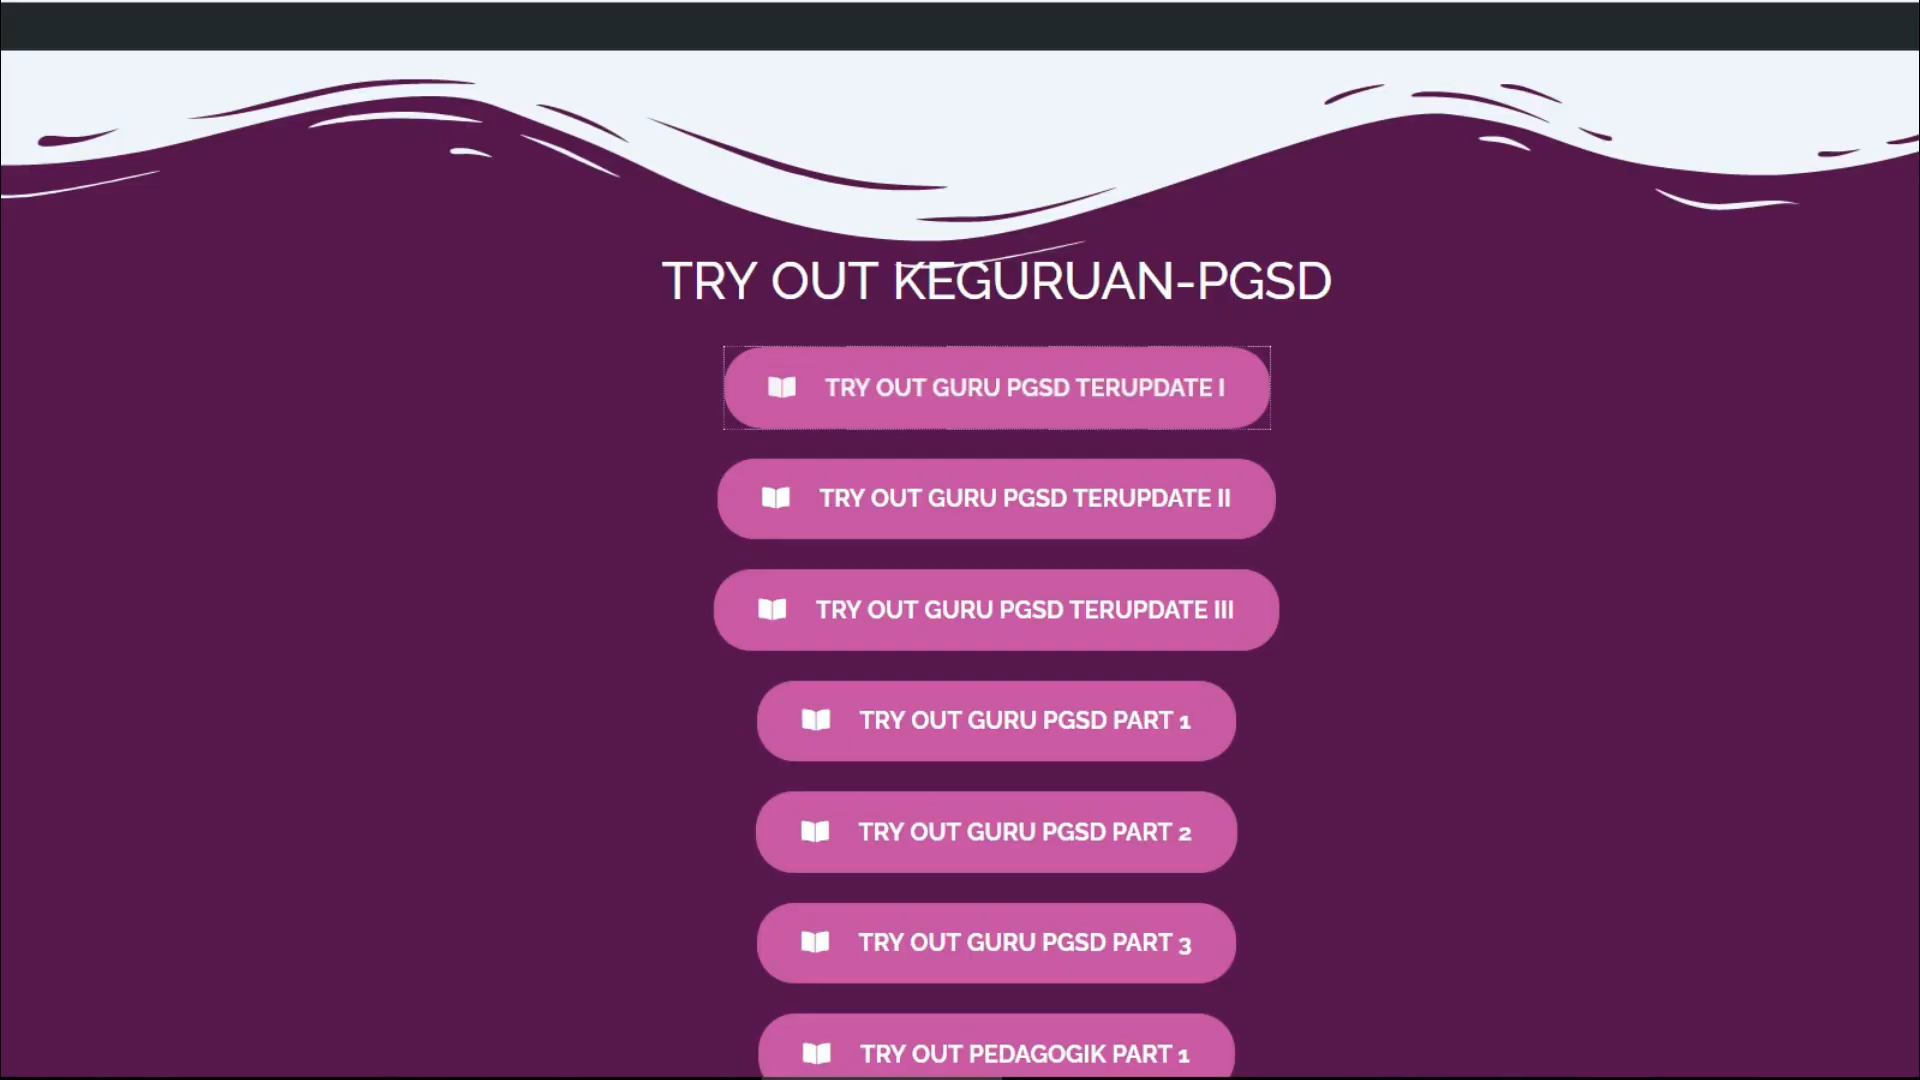 TRY OUT KEGURUAN-PGSD
TRY OUT GURU PGSD TERUPDATE I
TRY OUT GURU PGSD TERUPDATE II
TRY OUT GURU PGSD TERUPDATE III
TRY OUT GURU PGSD PART 1
TRY OUT GURU PGSD PART 2
TRY OUT GURU PGSD PART 3
TRY OUT PEDAGOGIK PART 1